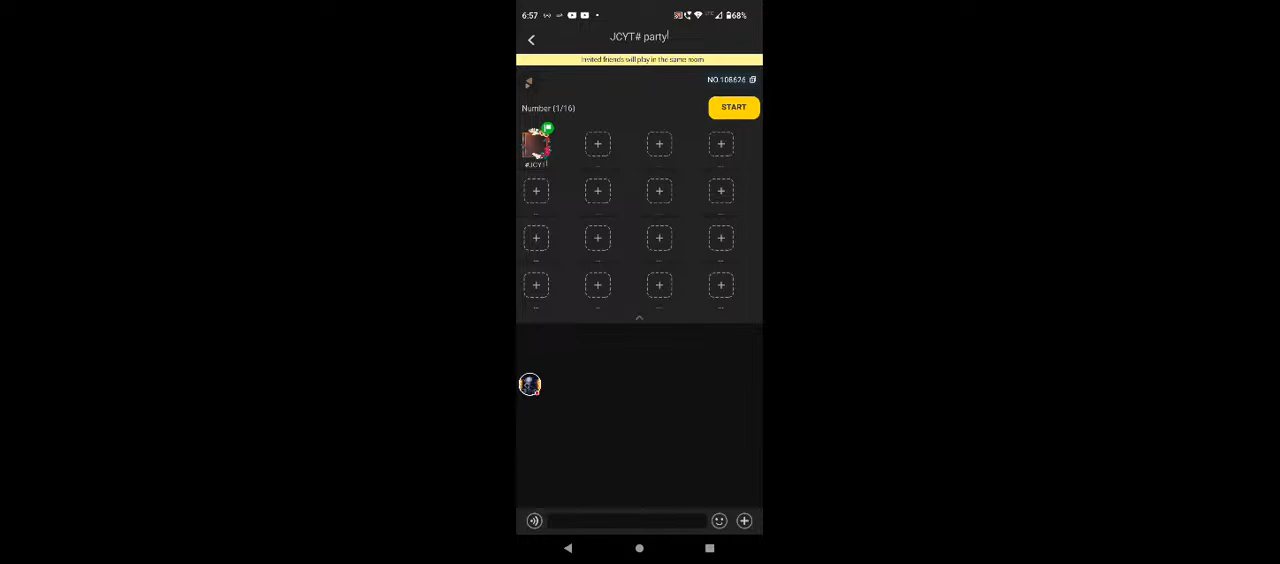 6:57 68%
JCYT# party
Invited friends will play in the same room
NO.108626
Number (1/16)
START
#JCYT